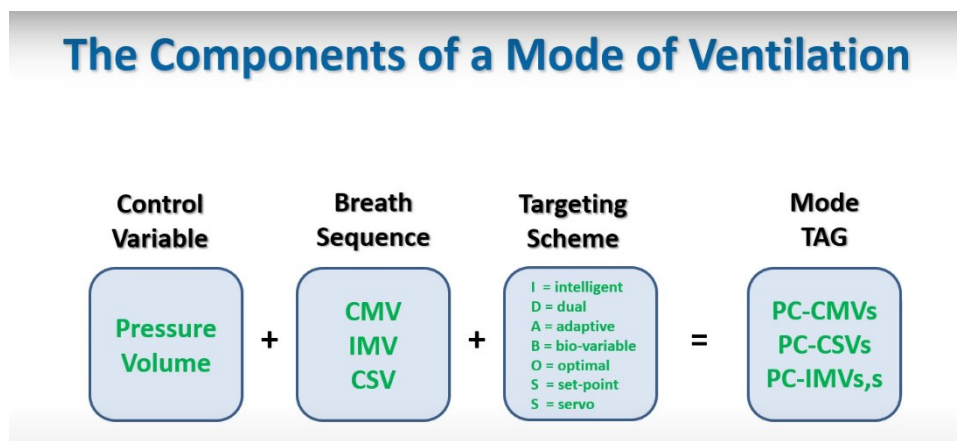 The Components of a Mode of Ventilation
Control
Variable
Pressure
Volume
+
Breath
Sequence
CMV
IMV
CSV
+
Targeting
Scheme
I = intelligent
D = dual
A = adaptive
B = bio-variable
O = optimal
S = set-point
S = servo
=
Mode
TAG
PC-CMVs
PC-CSVs
PC-IMVs,s